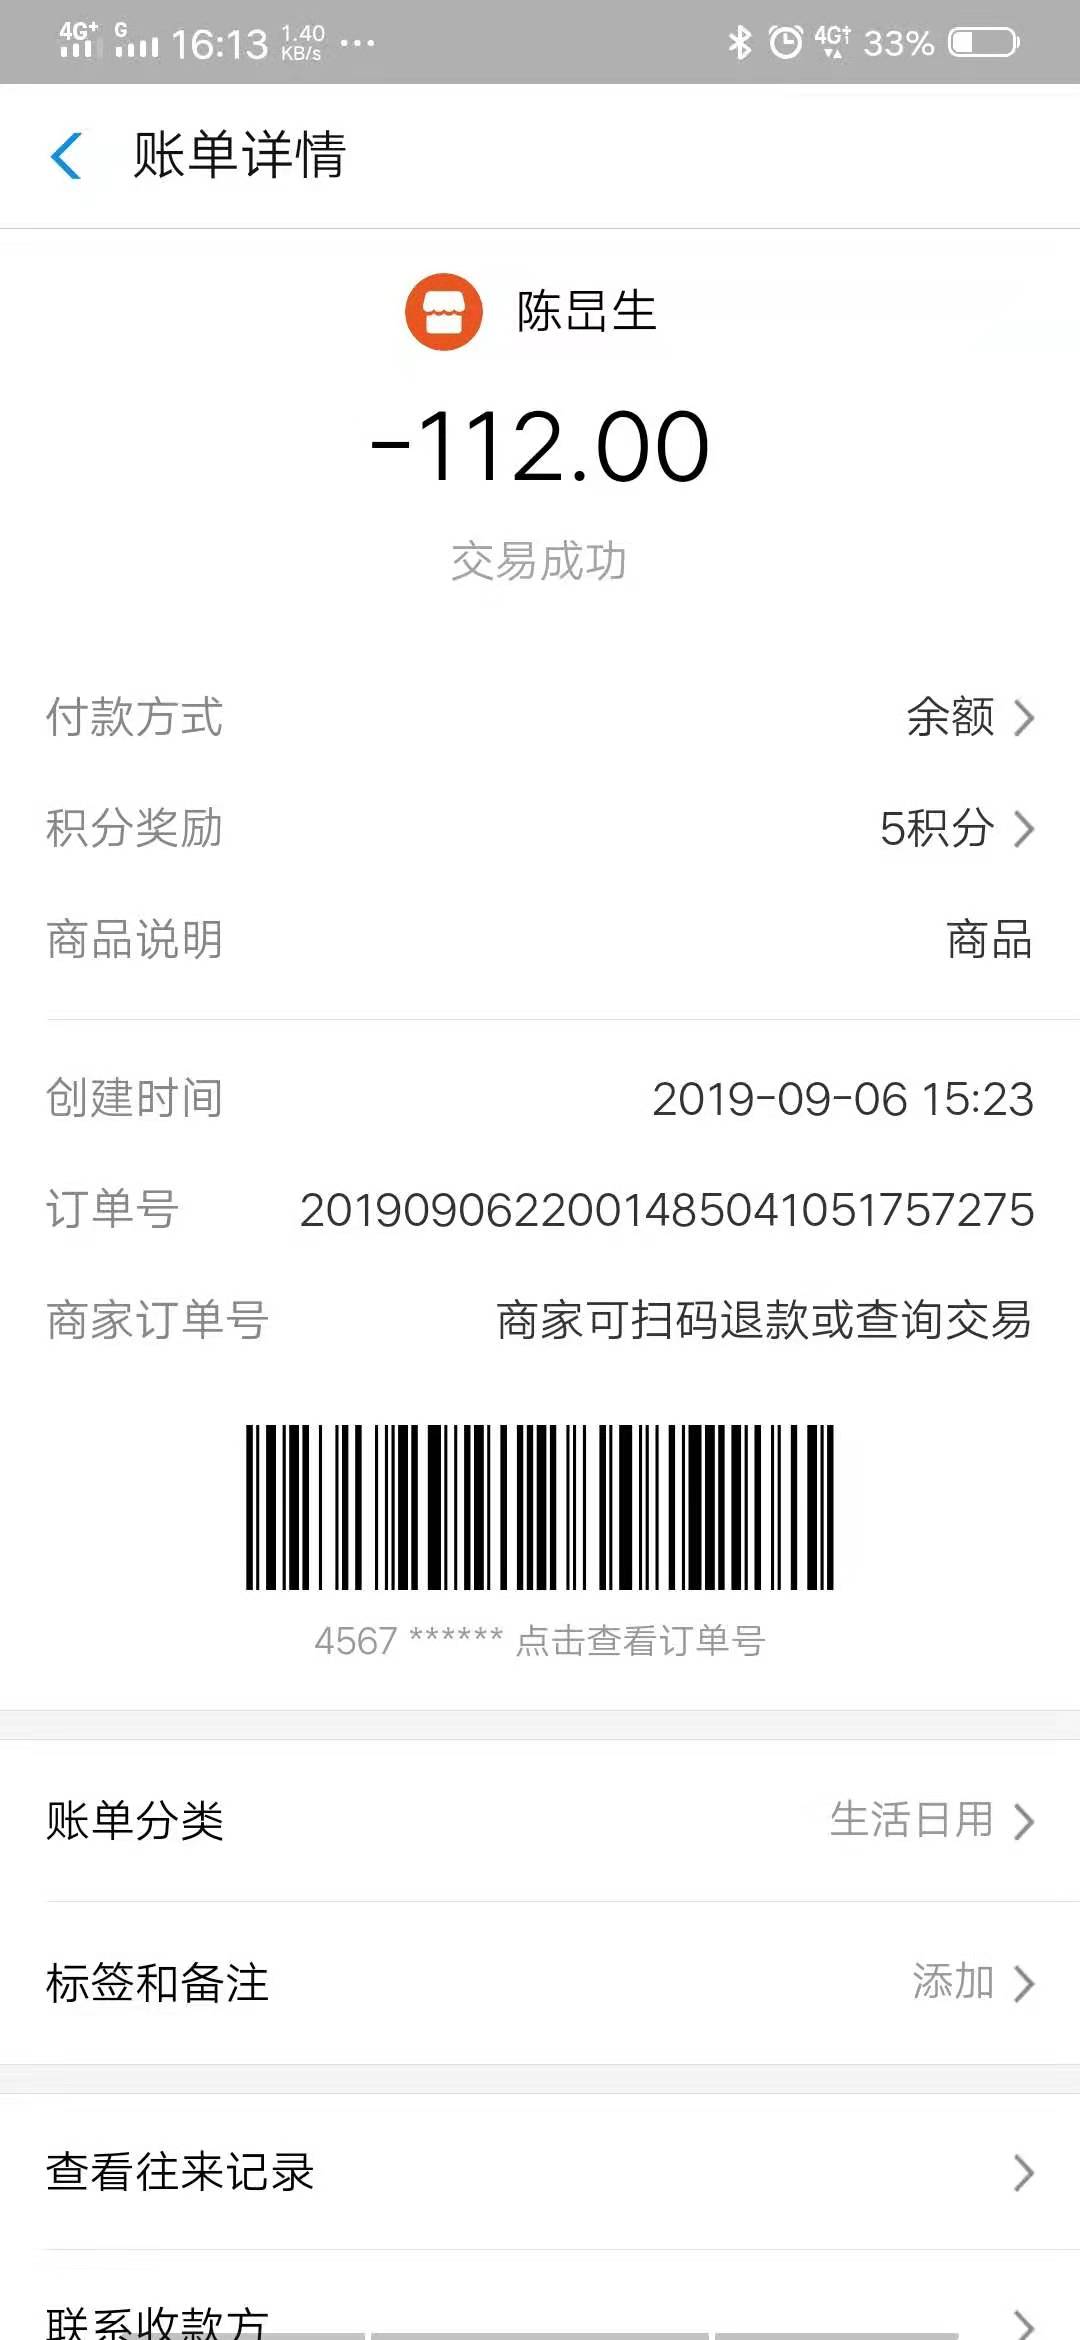 4G+ G 16:13 1.40 KB/s ... 4G+ 33%
账单详情
陈旵生
-112.00
交易成功
付款方式 余额
积分奖励 5积分
商品说明 商品
创建时间 2019-09-06 15:23
订单号 2019090622001485041051757275
商家订单号 商家可扫码退款或查询交易
4567 ****** 点击查看订单号
账单分类 生活日用
标签和备注 添加
查看往来记录
联系收款方